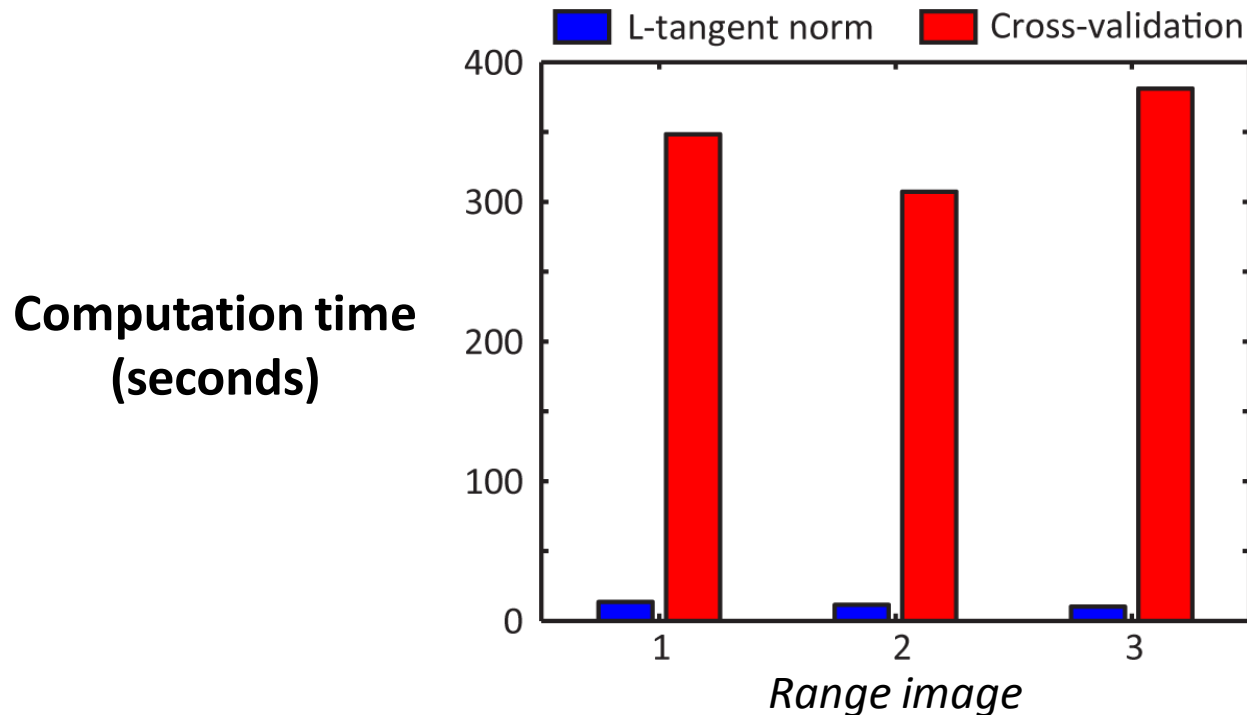 L-tangent norm Cross-validation
400
300
200
100
0
Computation time
(seconds)
1 2 3
Range image